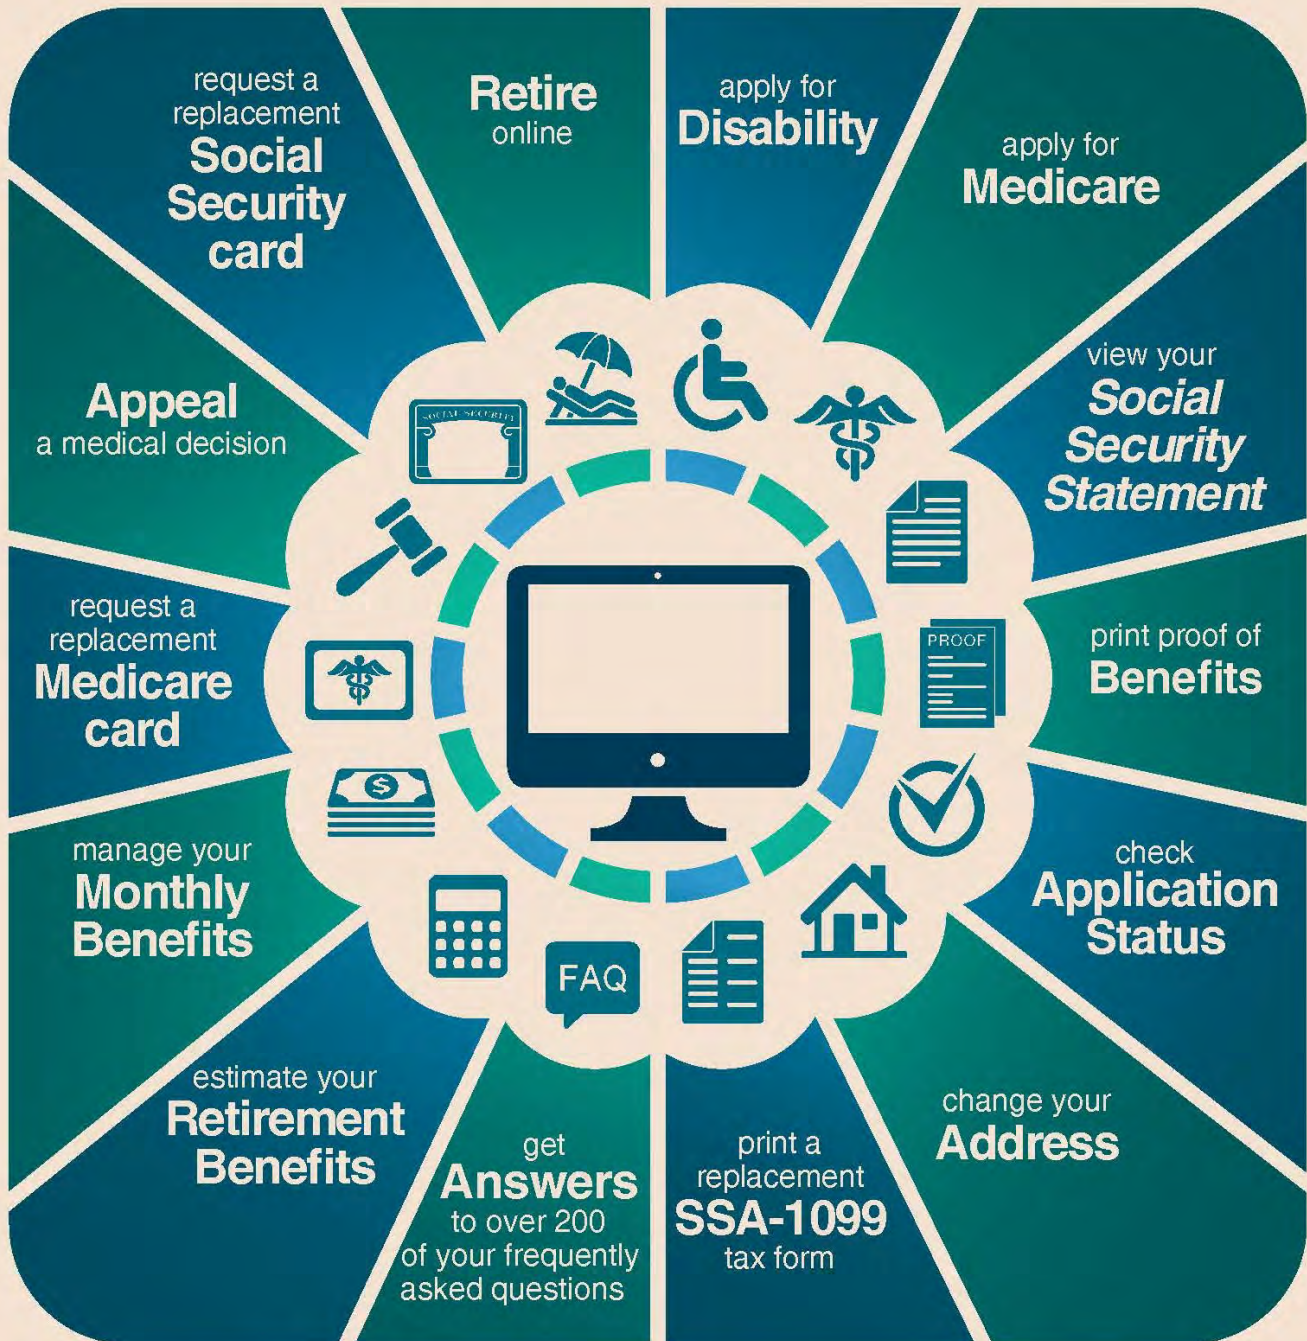 request a
replacement
Social
Security
card
Retire
online
apply for
Disability
apply for
Medicare
view your
Social
Security
Statement
print proof of
Benefits
check
Application
Status
change your
Address
print a
replacement
SSA-1099
tax form
get
Answers
to over 200
of your frequently
asked questions
estimate your
Retirement
Benefits
manage your
Monthly
Benefits
request a
replacement
Medicare
card
Appeal
a medical decision
SOCIAL SECURITY
PROOF
FAQ
$